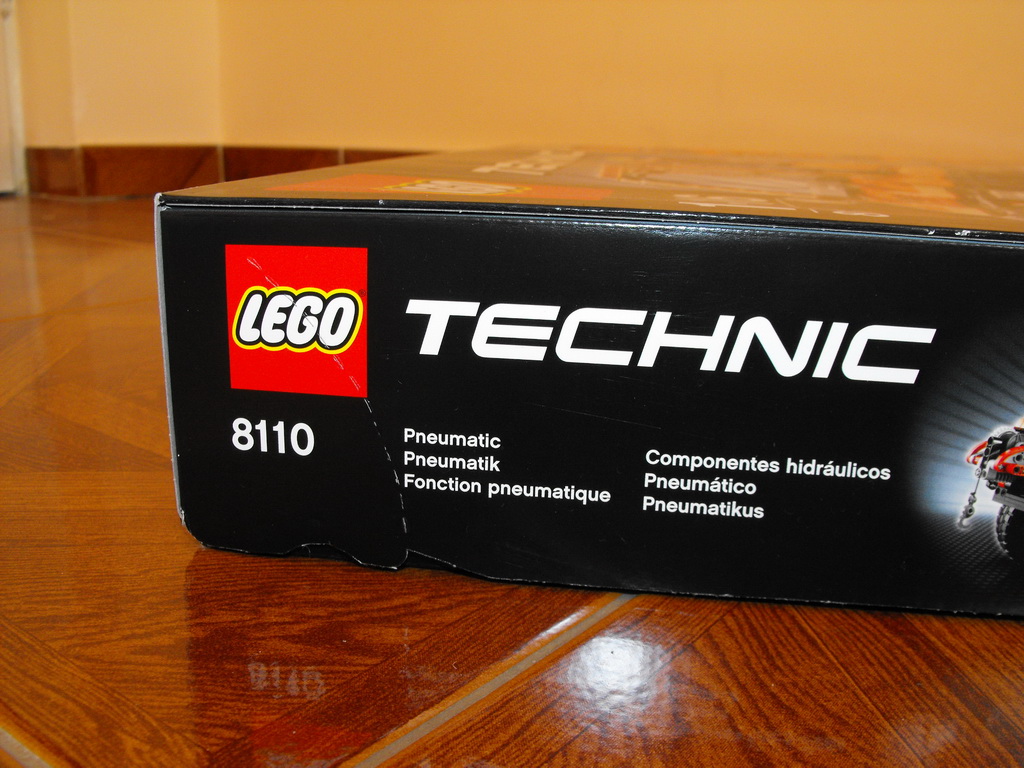 LEGO
TECHNIC
8110
Pneumatic
Pneumatik
Fonction pneumatique
Componentes hidráulicos
Pneumático
Pneumatikus